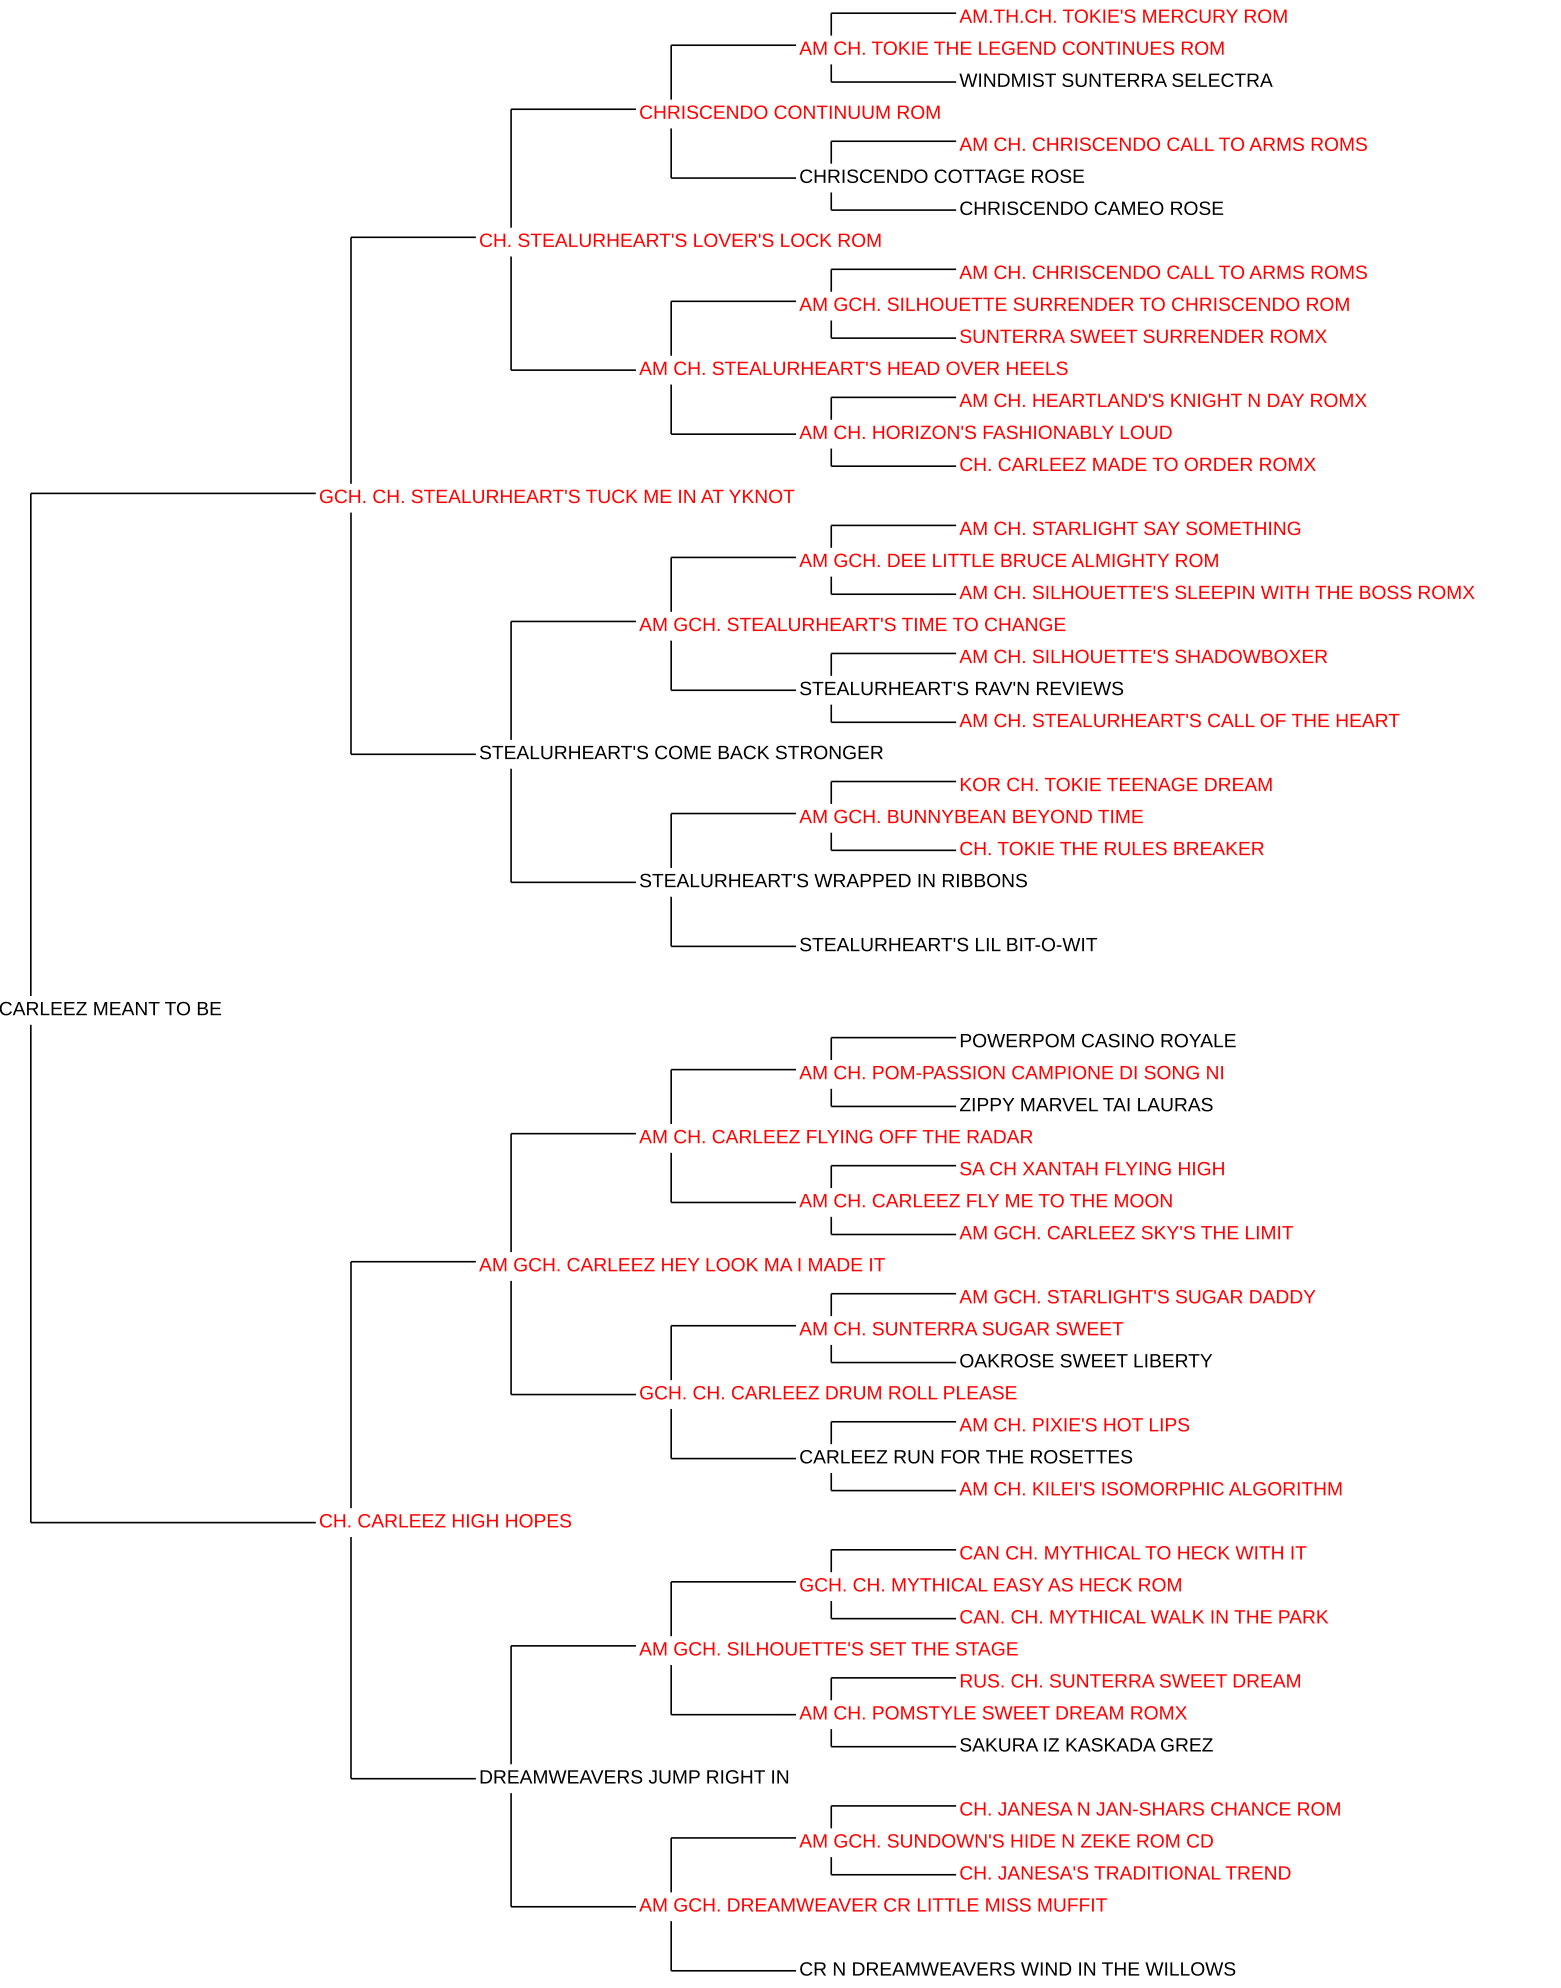 AM.TH.CH. TOKIE'S MERCURY ROM
AM CH. TOKIE THE LEGEND CONTINUES ROM
WINDMIST SUNTERRA SELECTRA
CHRISCENDO CONTINUUM ROM
AM CH. CHRISCENDO CALL TO ARMS ROMS
CHRISCENDO COTTAGE ROSE
CHRISCENDO CAMEO ROSE
CH. STEALURHEART'S LOVER'S LOCK ROM
AM CH. CHRISCENDO CALL TO ARMS ROMS
AM GCH. SILHOUETTE SURRENDER TO CHRISCENDO ROM
SUNTERRA SWEET SURRENDER ROMX
AM CH. STEALURHEART'S HEAD OVER HEELS
AM CH. HEARTLAND'S KNIGHT N DAY ROMX
AM CH. HORIZON'S FASHIONABLY LOUD
CH. CARLEEZ MADE TO ORDER ROMX
GCH. CH. STEALURHEART'S TUCK ME IN AT YKNOT
AM CH. STARLIGHT SAY SOMETHING
AM GCH. DEE LITTLE BRUCE ALMIGHTY ROM
AM CH. SILHOUETTE'S SLEEPIN WITH THE BOSS ROMX
AM GCH. STEALURHEART'S TIME TO CHANGE
AM CH. SILHOUETTE'S SHADOWBOXER
STEALURHEART'S RAV'N REVIEWS
AM CH. STEALURHEART'S CALL OF THE HEART
STEALURHEART'S COME BACK STRONGER
KOR CH. TOKIE TEENAGE DREAM
AM GCH. BUNNYBEAN BEYOND TIME
CH. TOKIE THE RULES BREAKER
STEALURHEART'S WRAPPED IN RIBBONS
STEALURHEART'S LIL BIT-O-WIT
CARLEEZ MEANT TO BE
POWERPOM CASINO ROYALE
AM CH. POM-PASSION CAMPIONE DI SONG NI
ZIPPY MARVEL TAI LAURAS
AM CH. CARLEEZ FLYING OFF THE RADAR
SA CH XANTAH FLYING HIGH
AM CH. CARLEEZ FLY ME TO THE MOON
AM GCH. CARLEEZ SKY'S THE LIMIT
AM GCH. CARLEEZ HEY LOOK MA I MADE IT
AM GCH. STARLIGHT'S SUGAR DADDY
AM CH. SUNTERRA SUGAR SWEET
OAKROSE SWEET LIBERTY
GCH. CH. CARLEEZ DRUM ROLL PLEASE
AM CH. PIXIE'S HOT LIPS
CARLEEZ RUN FOR THE ROSETTES
AM CH. KILEI'S ISOMORPHIC ALGORITHM
CH. CARLEEZ HIGH HOPES
CAN CH. MYTHICAL TO HECK WITH IT
GCH. CH. MYTHICAL EASY AS HECK ROM
CAN. CH. MYTHICAL WALK IN THE PARK
AM GCH. SILHOUETTE'S SET THE STAGE
RUS. CH. SUNTERRA SWEET DREAM
AM CH. POMSTYLE SWEET DREAM ROMX
SAKURA IZ KASKADA GREZ
DREAMWEAVERS JUMP RIGHT IN
CH. JANESA N JAN-SHARS CHANCE ROM
AM GCH. SUNDOWN'S HIDE N ZEKE ROM CD
CH. JANESA'S TRADITIONAL TREND
AM GCH. DREAMWEAVER CR LITTLE MISS MUFFIT
CR N DREAMWEAVERS WIND IN THE WILLOWS